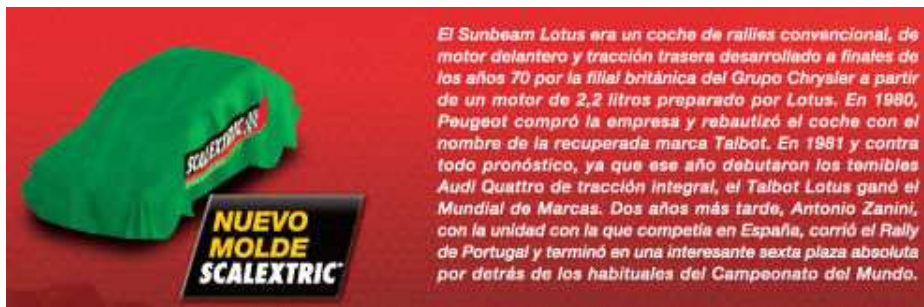 El Sunbeam Lotus era un coche de rallies convencional, de
motor delantero y tracción trasera desarrollado a finales de
los años 70 por la filial británica del Grupo Chrysler a partir
de un motor de 2,2 litros preparado por Lotus. En 1980,
Peugeot compró la empresa y rebautizó el coche con el
nombre de la recuperada marca Talbot. En 1981 y contra
todo pronóstico, ya que ese año debutaron los temibles
Audi Quattro de tracción integral, el Talbot Lotus ganó el
Mundial de Marcas. Dos años más tarde, Antonio Zanini,
con la unidad con la que competía en España, corrió el Rally
de Portugal y terminó en una interesante sexta plaza absoluta
por detrás de los habituales del Campeonato del Mundo.
SCALEXTRIC
NUEVO
MOLDE
SCALEXTRIC